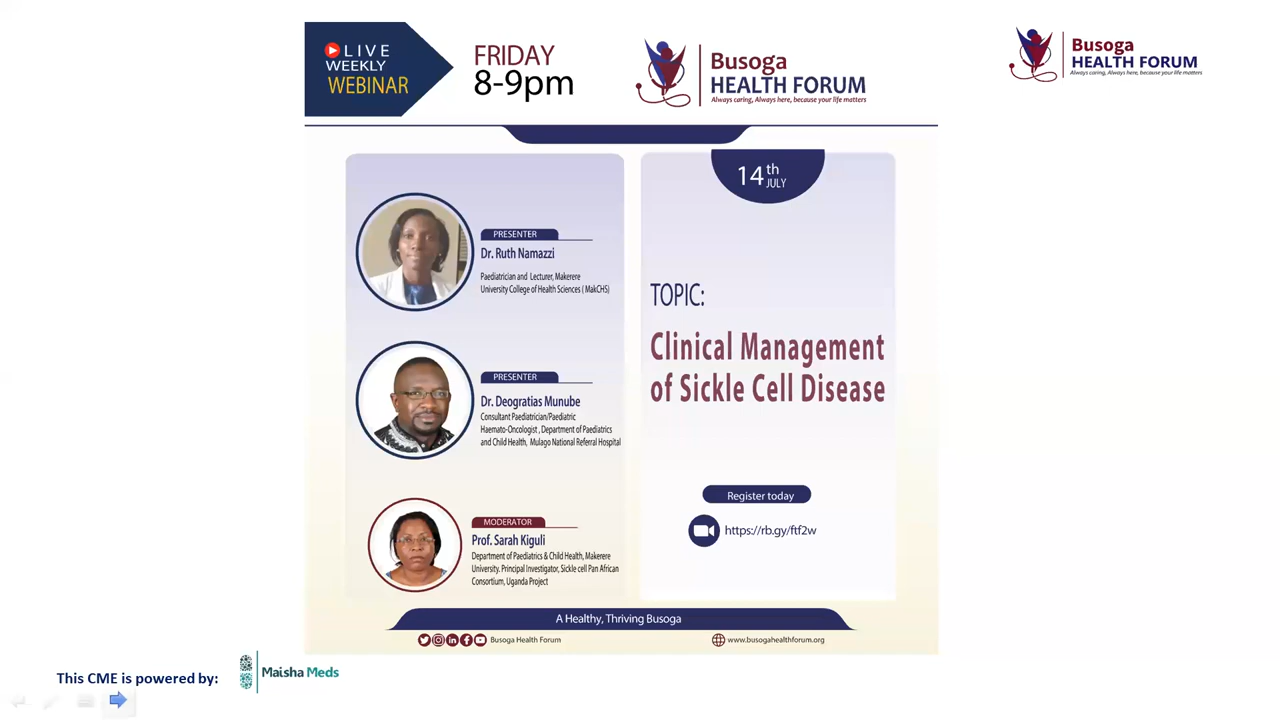 LIVE
WEEKLY
WEBINAR
FRIDAY
8-9pm
Busoga
HEALTH FORUM
Always caring, Always here, because your life matters
Busoga
HEALTH FORUM
Always caring, Always here, because your life matters
PRESENTER
Dr. Ruth Namazzi
Paediatrician and Lecturer, Makerere
University College of Health Sciences ( MakCHS)
PRESENTER
Dr. Deogratias Munube
Consultant Paediatrician/Paediatric
Haemato-Oncologist , Department of Paediatrics
and Child Health, Mulago National Referral Hospital
MODERATOR
Prof. Sarah Kiguli
Department of Paediatrics & Child Health, Makerere
University. Principal Investigator, Sickle cell Pan African
Consortium, Uganda Project
14th
JULY
TOPIC:
Clinical Management
of Sickle Cell Disease
Register today
https://rb.gy/ftf2w
A Healthy, Thriving Busoga
Busoga Health Forum
www.busogahealthforum.org
This CME is powered by:
Maisha Meds